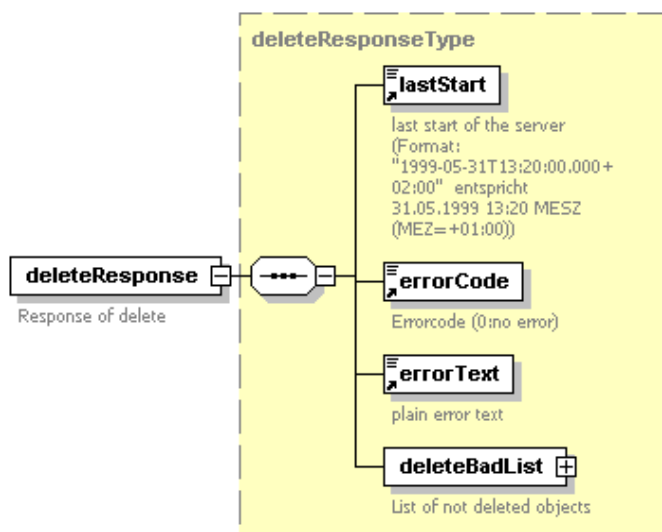 deleteResponseType
lastStart
last start of the server
(Format:
"1999-05-31T13:20:00.000+
02:00" entspricht
31.05.1999 13:20 MESZ
(MEZ=+01:00))
deleteResponse
Response of delete
errorCode
Errorcode (0:no error)
errorText
plain error text
deleteBadList
List of not deleted objects